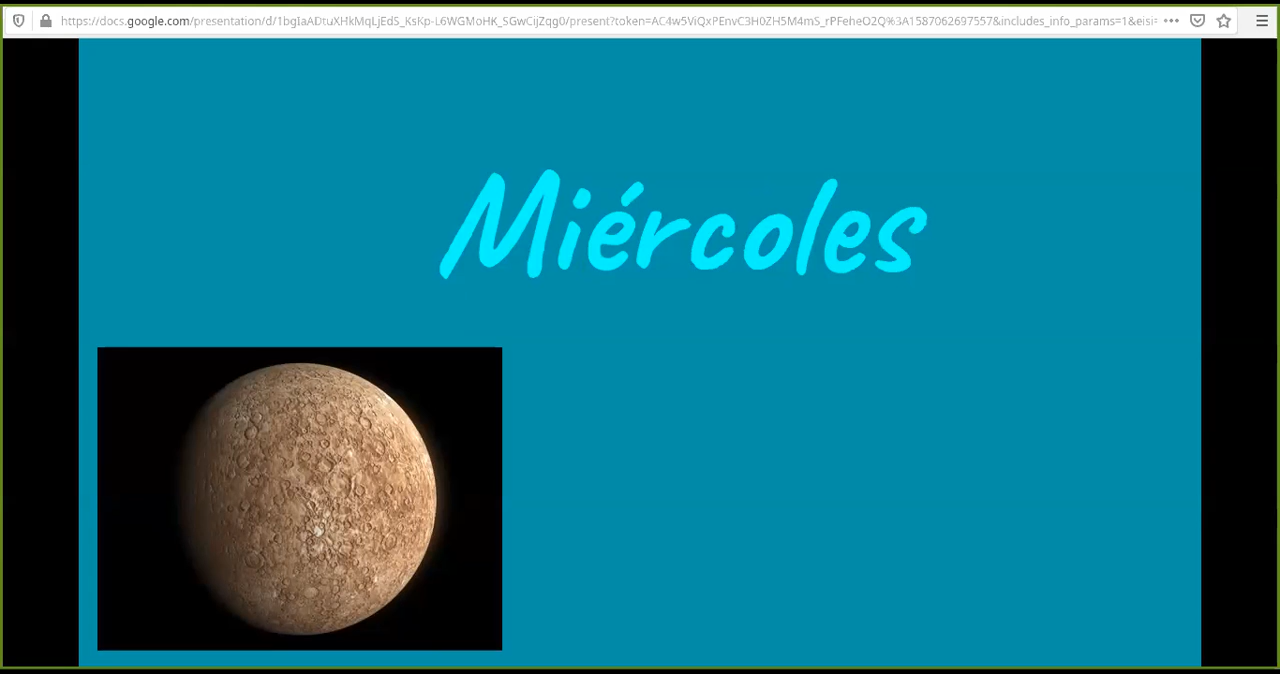 https://docs.google.com/presentation/d/1bgIaADtuXHkMqLjEdS_KsKp-L6WGMoHK_SGwCijZqg0/present?token=AC4w5ViQxPEnvC3H0ZH5M4mS_rPFeheO2Q%3A1587062697557&includes_info_params=1&eisi=
Miércoles